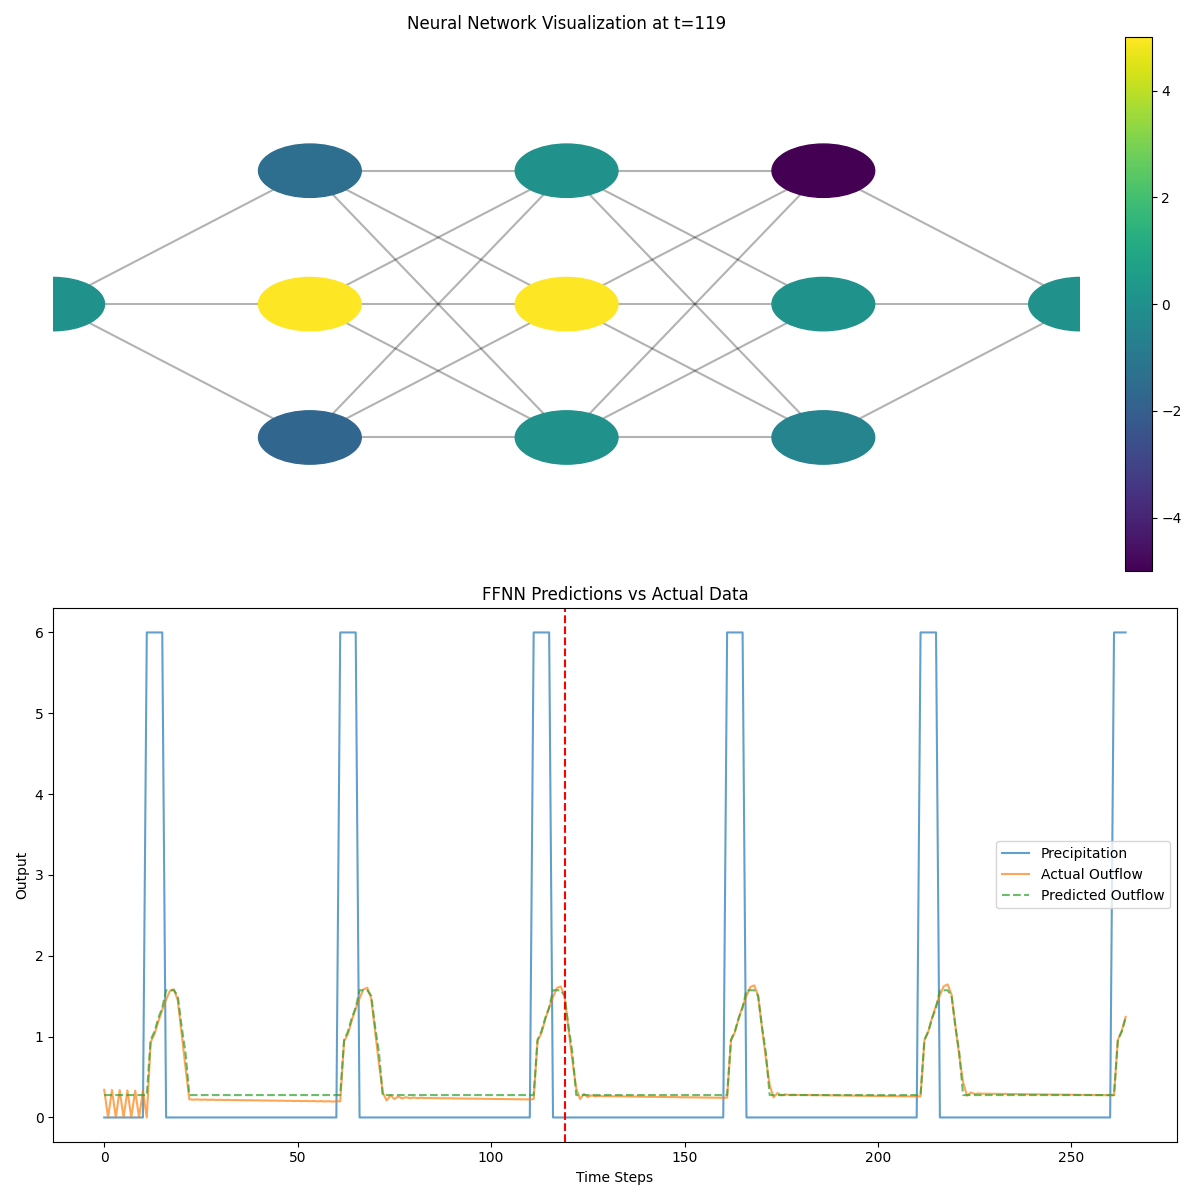 Neural Network Visualization at t=119
4
2
0
−2
−4
FFNN Predictions vs Actual Data
6
5
4
3
2
1
0
Output
Precipitation
Actual Outflow
Predicted Outflow
0 50 100 150 200 250
Time Steps